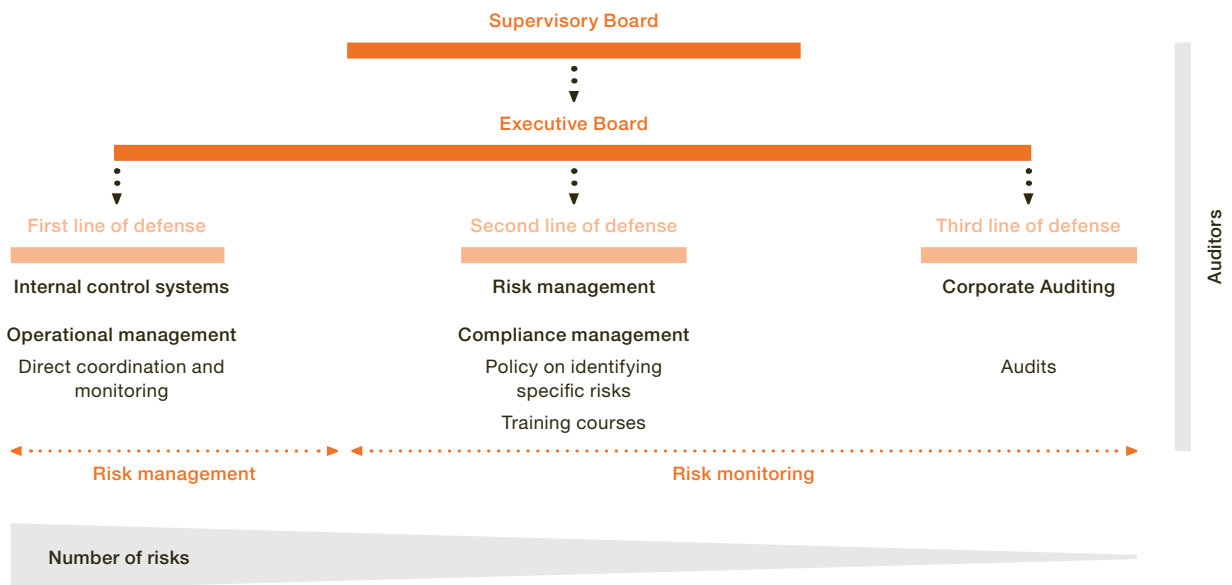 Supervisory Board
Executive Board
First line of defense
Internal control systems
Operational management
Direct coordination and
monitoring
Second line of defense
Risk management
Compliance management
Policy on identifying
specific risks
Training courses
Third line of defense
Corporate Auditing
Audits
Auditors
Risk management
Risk monitoring
Number of risks